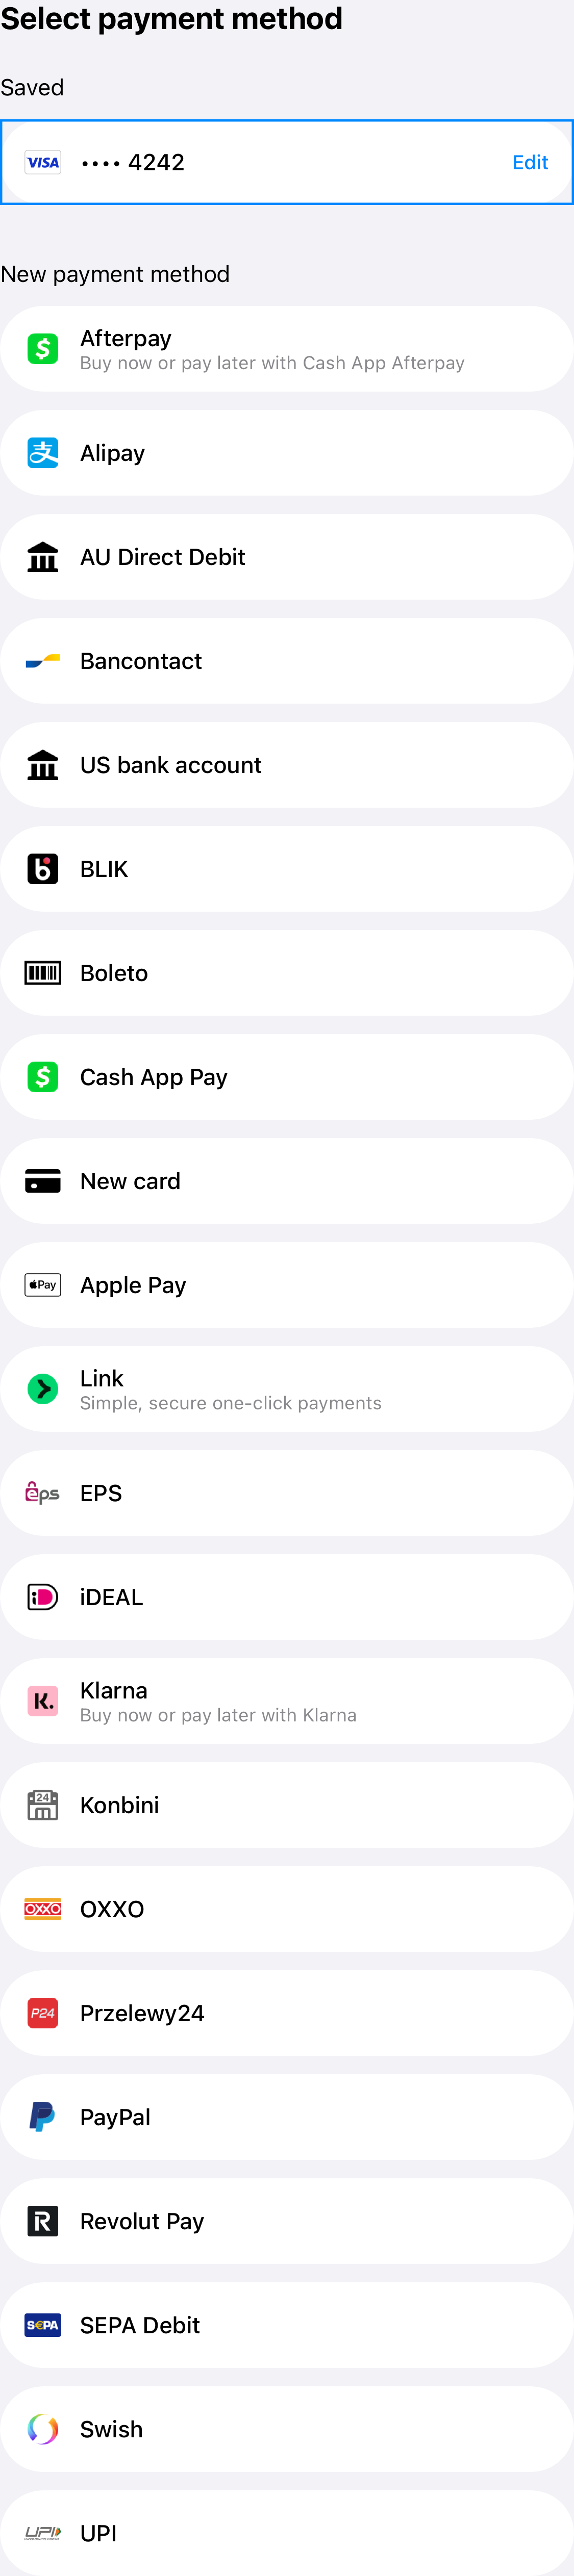 Select payment method
Saved
VISA •••• 4242 Edit
New payment method
Afterpay
Buy now or pay later with Cash App Afterpay
支 Alipay
AU Direct Debit
Bancontact
US bank account
BLIK
Boleto
Cash App Pay
New card
Pay Apple Pay
Link
Simple, secure one-click payments
eps EPS
iD iDEAL
K. Klarna
Buy now or pay later with Klarna
24 Konbini
OXXO OXXO
P24 Przelewy24
PayPal
R Revolut Pay
S€PA SEPA Debit
Swish
UPI UPI